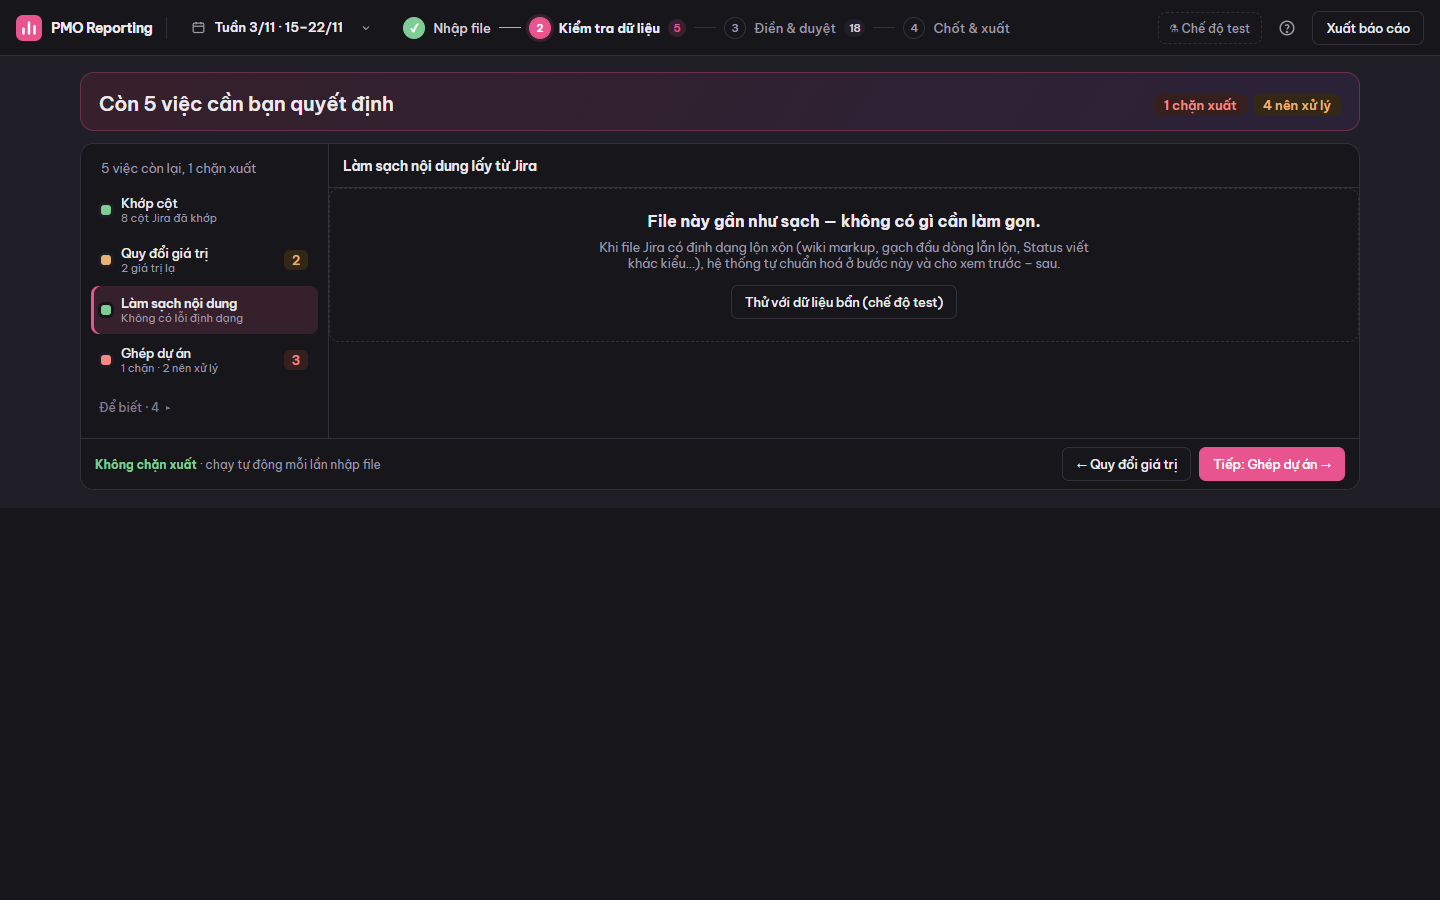 PMO Reporting
Tuần 3/11 · 15–22/11
Nhập file
2 Kiểm tra dữ liệu 5
3 Điền & duyệt 18
4 Chốt & xuất
Chế độ test
Xuất báo cáo
Còn 5 việc cần bạn quyết định
1 chặn xuất
4 nên xử lý
5 việc còn lại, 1 chặn xuất
Khớp cột
8 cột Jira đã khớp
Quy đổi giá trị
2 giá trị lạ
2
Làm sạch nội dung
Không có lỗi định dạng
Ghép dự án
1 chặn · 2 nên xử lý
3
Để biết · 4 ▸
Làm sạch nội dung lấy từ Jira
File này gần như sạch — không có gì cần làm gọn.
Khi file Jira có định dạng lộn xộn (wiki markup, gạch đầu dòng lẫn lộn, Status viết
khác kiểu...), hệ thống tự chuẩn hoá ở bước này và cho xem trước – sau.
Thử với dữ liệu bẩn (chế độ test)
Không chặn xuất · chạy tự động mỗi lần nhập file
← Quy đổi giá trị
Tiếp: Ghép dự án →